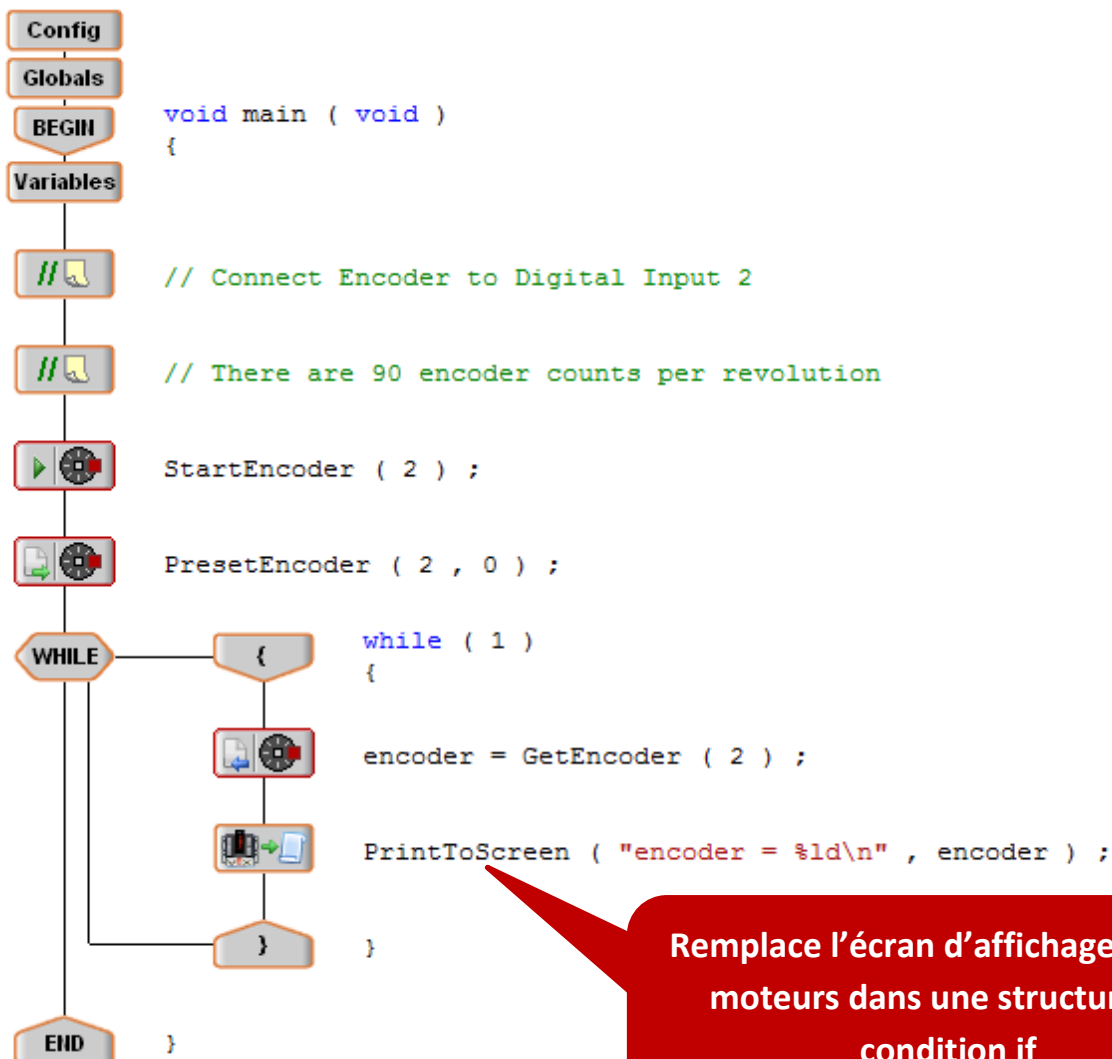 Config
Globals
BEGIN
void main ( void )
{
Variables
// // Connect Encoder to Digital Input 2
// // There are 90 encoder counts per revolution
StartEncoder ( 2 ) ;
PresetEncoder ( 2 , 0 ) ;
WHILE { while ( 1 )
{
encoder = GetEncoder ( 2 ) ;
PrintToScreen ( "encoder = %ld\n" , encoder ) ;
} }
Remplace l’écran d’affichage
moteurs dans une
condition if
END }